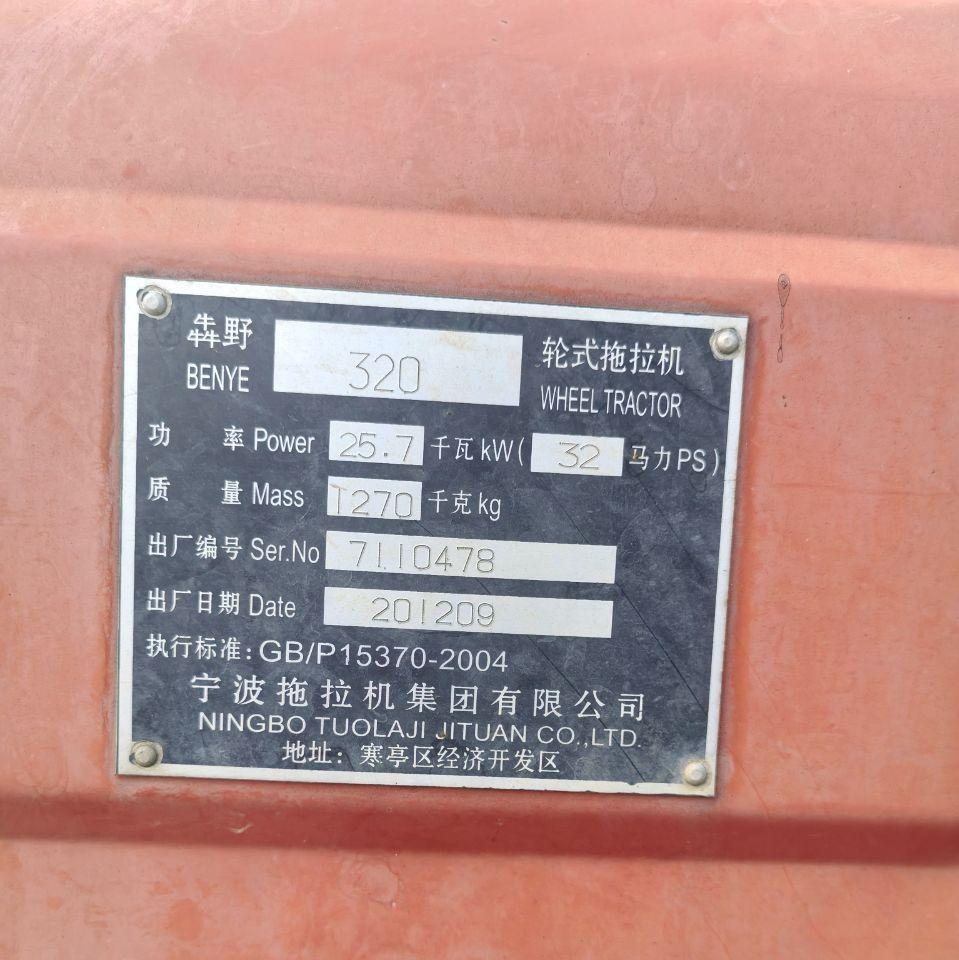 犇野 320 轮式拖拉机
BENYE WHEEL TRACTOR
功 率 Power 25.7 千瓦 kW ( 32 马力 PS )
质 量 Mass 1270 千克 kg
出厂编号 Ser.No 7110478
出厂日期 Date 201209
执行标准: GB/P15370-2004
宁波拖拉机集团有限公司
NINGBO TUOLAJI JITUAN CO.,LTD.
地址: 寒亭区经济开发区